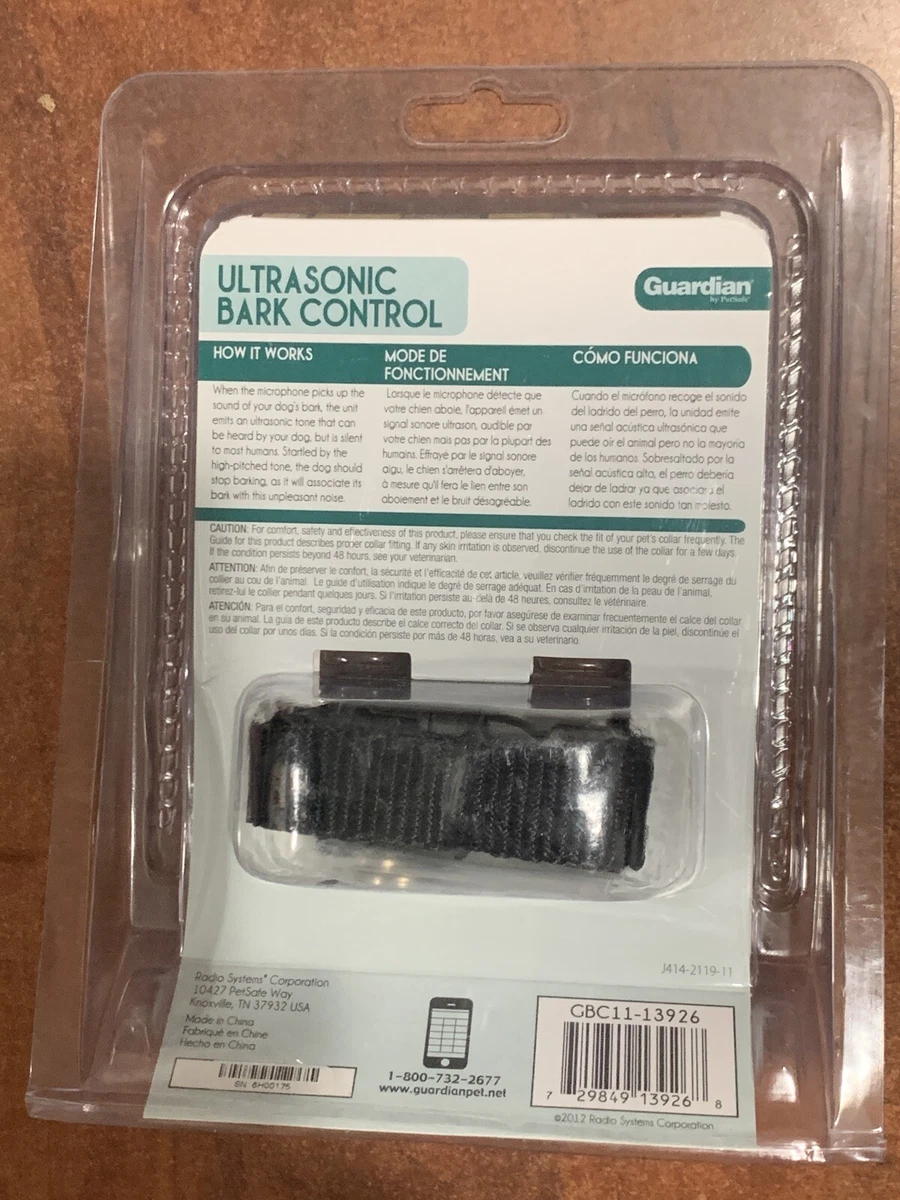 ULTRASONIC
BARK CONTROL
Guardian®
by PetSafe®
HOW IT WORKS
When the microphone picks up the
sound of your dog's bark, the unit
emits an ultrasonic tone that can
be heard by your dog, but is silent
to most humans. Startled by the
high-pitched tone, the dog should
stop barking, as it will associate its
bark with this unpleasant noise.
MODE DE
FONCTIONNEMENT
Lorsque le microphone détecte que
votre chien aboie, l'appareil émet un
signal sonore ultrason, audible par
votre chien mais pas par la plupart des
humains. Effrayé par le signal sonore
aigu, le chien s'arrêtera d'aboyer,
à mesure qu'il fera le lien entre son
aboiement et le bruit désagréable.
CÓMO FUNCIONA
Cuando el micrófono recoge el sonido
del ladrido del perro, la unidad emite
una señal acústica ultrasónica que
puede oír el animal pero no la mayoría
de los humanos. Sobresaltado por la
señal acústica alta, el perro debería
dejar de ladrar ya que asociará el
ladrido con este sonido tan molesto.
CAUTION: For comfort, safety and effectiveness of this product, please ensure that you check the fit of your pet's collar frequently. The
Guide for this product describes proper collar fitting. If any skin irritation is observed, discontinue the use of the collar for a few days.
If the condition persists beyond 48 hours, see your veterinarian.
ATTENTION: Afin de préserver le confort, la sécurité et l'efficacité de cet article, veuillez vérifier fréquemment le degré de serrage du
collier au cou de l'animal. Le guide d'utilisation indique le degré de serrage adéquat. En cas d'irritation de la peau de l'animal,
retirez-lui le collier pendant quelques jours. Si l'irritation persiste au-delà de 48 heures, consultez le vétérinaire.
ATENCIÓN: Para el confort, seguridad y eficacia de este producto, por favor asegúrese de examinar frecuentemente el calce del collar
en su animal. La guía de este producto describe el calce correcto del collar. Si se observa cualquier irritación de la piel, discontinúe el
uso del collar por unos días. Si la condición persiste por más de 48 horas, vea a su veterinario.
J414-2119-11
Radio Systems® Corporation
10427 PetSafe Way
Knoxville, TN 37932 USA
Made in China
Fabriqué en Chine
Hecho en China
SN 6H00175
1-800-732-2677
www.guardianpet.net
GBC11-13926
7 29849 13926 8
©2012 Radio Systems Corporation